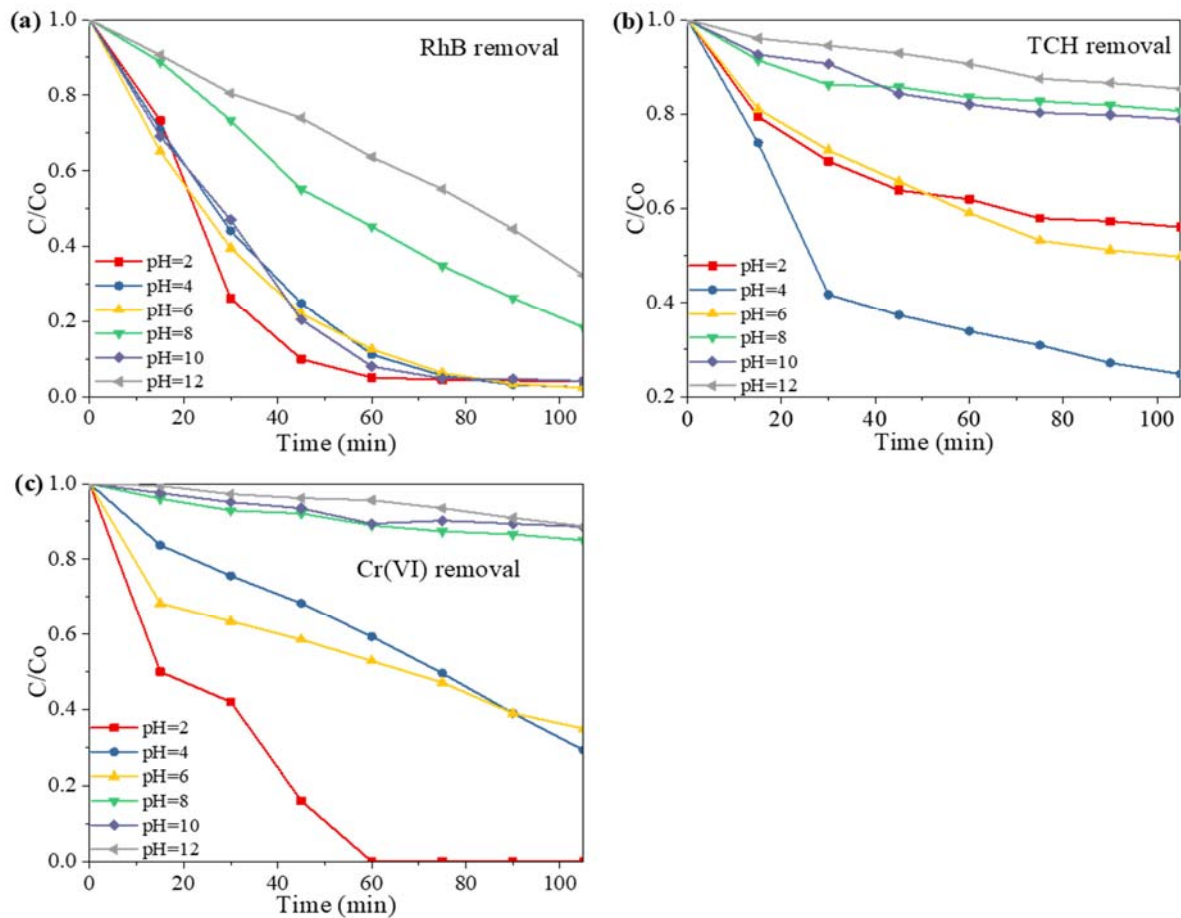 (a)
RhB removal
C/Co
1.0
0.8
0.6
0.4
0.2
0.0
pH=2
pH=4
pH=6
pH=8
pH=10
pH=12
0 20 40 60 80 100
Time (min)
(b)
TCH removal
C/Co
1.0
0.8
0.6
0.4
0.2
pH=2
pH=4
pH=6
pH=8
pH=10
pH=12
0 20 40 60 80 100
Time (min)
(c)
Cr(VI) removal
C/Co
1.0
0.8
0.6
0.4
0.2
0.0
pH=2
pH=4
pH=6
pH=8
pH=10
pH=12
0 20 40 60 80 100
Time (min)